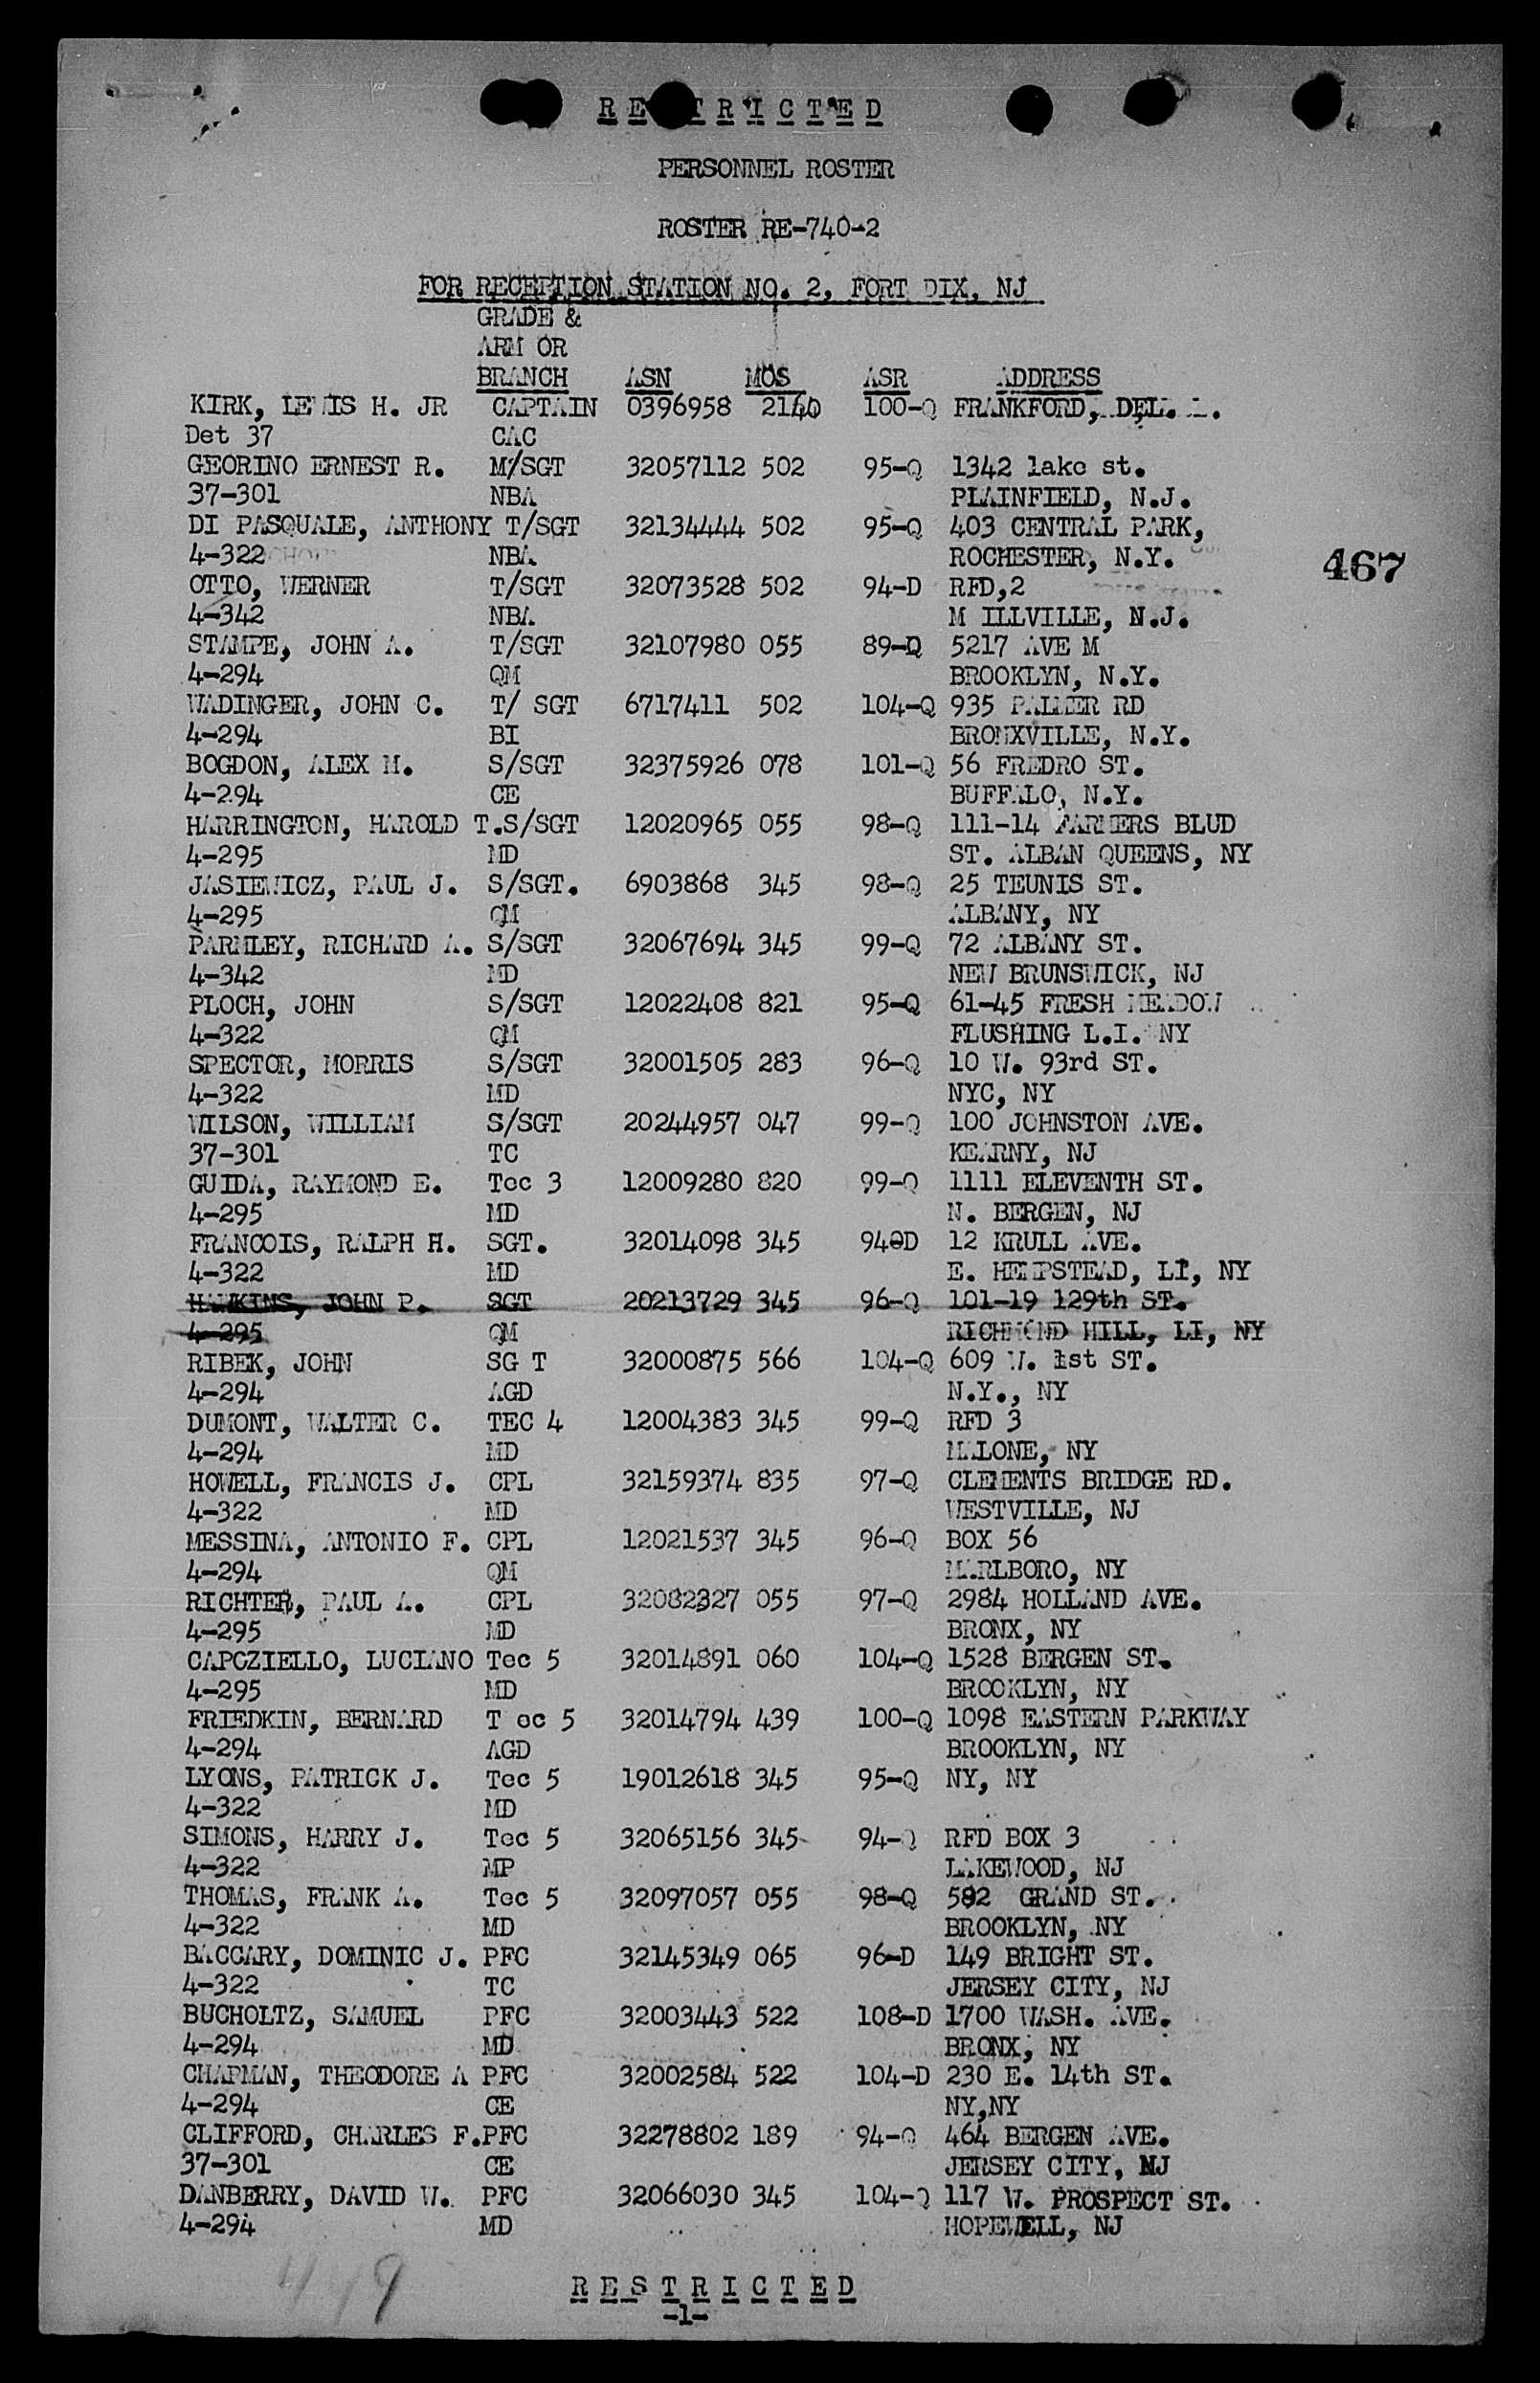 RESTRICTED
PERSONNEL ROSTER
ROSTER RE-740-2
FOR RECEPTION STATION NO. 2, FORT DIX, NJ
GRADE &
ARM OR
BRANCH ASN MOS ASR ADDRESS
KIRK, LEWIS H. JR CAPTAIN 0396958 2140 100-Q FRANKFORD, DEL.
Det 37 CAC
GEORINO ERNEST R. M/SGT 32057112 502 95-Q 1342 lake st.
37-301 NBA PLAINFIELD, N.J.
DI PASQUALE, ANTHONY T/SGT 32134444 502 95-Q 403 CENTRAL PARK,
4-322 NBA ROCHESTER, N.Y.
467
OTTO, WERNER T/SGT 32073528 502 94-D RFD,2
4-342 NBA M ILLVILLE, N.J.
STAMPE, JOHN A. T/SGT 32107980 055 89-Q 5217 AVE M
4-294 QM BROOKLYN, N.Y.
WADINGER, JOHN C. T/ SGT 6717411 502 104-Q 935 PALMER RD
4-294 BI BRONXVILLE, N.Y.
BOGDON, ALEX M. S/SGT 32375926 078 101-Q 56 FREDRO ST.
4-294 CE BUFFALO, N.Y.
HARRINGTON, HAROLD T.S/SGT 12020965 055 98-Q 111-14 FARMERS BLUD
4-295 MD ST. ALBAN QUEENS, NY
JASIEWICZ, PAUL J. S/SGT. 6903868 345 98-Q 25 TEUNIS ST.
4-295 QM ALBANY, NY
PARMLEY, RICHARD A. S/SGT 32067694 345 99-Q 72 ALBANY ST.
4-342 MD NEW BRUNSWICK, NJ
PLOCH, JOHN S/SGT 12022408 821 95-Q 61-45 FRESH MEADOW
4-322 QM FLUSHING L.I. NY
SPECTOR, MORRIS S/SGT 32001505 283 96-Q 10 W. 93rd ST.
4-322 MD NYC, NY
WILSON, WILLIAM S/SGT 20244957 047 99-Q 100 JOHNSTON AVE.
37-301 TC KEARNY, NJ
GUIDA, RAYMOND E. Tec 3 12009280 820 99-Q 1111 ELEVENTH ST.
4-295 MD N. BERGEN, NJ
FRANCOIS, RALPH H. SGT. 32014098 345 94-D 12 KRULL AVE.
4-322 MD E. HEMPSTEAD, LI, NY
HAWKINS, JOHN P. SGT 20213729 345 96-Q 101-19 129th ST.
4-295 QM RICHMOND HILL, LI, NY
RIBEK, JOHN SG T 32000875 566 104-Q 609 W. 1st ST.
4-294 AGD N.Y., NY
DUMONT, WALTER C. TEC 4 12004383 345 99-Q RFD 3
4-294 MD MALONE, NY
HOWELL, FRANCIS J. CPL 32159374 835 97-Q CLEMENTS BRIDGE RD.
4-322 MD WESTVILLE, NJ
MESSINA, ANTONIO F. CPL 12021537 345 96-Q BOX 56
4-294 QM MARLBORO, NY
RICHTER, PAUL A. CPL 32082327 055 97-Q 2984 HOLLAND AVE.
4-295 MD BRONX, NY
CAPOZIELLO, LUCIANO Tec 5 32014891 060 104-Q 1528 BERGEN ST.
4-295 MD BROOKLYN, NY
FRIEDKIN, BERNARD T ec 5 32014794 439 100-Q 1098 EASTERN PARKWAY
4-294 AGD BROOKLYN, NY
LYONS, PATRICK J. Tec 5 19012618 345 95-Q NY, NY
4-322 MD
SIMONS, HARRY J. Tec 5 32065156 345 94-Q RFD BOX 3
4-322 MP LAKEWOOD, NJ
THOMAS, FRANK A. Tec 5 32097057 055 98-Q 582 GRAND ST.
4-322 MD BROOKLYN, NY
BACCARY, DOMINIC J. PFC 32145349 065 96-D 149 BRIGHT ST.
4-322 TC JERSEY CITY, NJ
BUCHOLTZ, SAMUEL PFC 32003443 522 108-D 1700 WASH. AVE.
4-294 MD BRONX, NY
CHAPMAN, THEODORE A PFC 32002584 522 104-D 230 E. 14th ST.
4-294 CE NY,NY
CLIFFORD, CHARLES F.PFC 32278802 189 94-Q 464 BERGEN AVE.
37-301 CE JERSEY CITY, NJ
DANBERRY, DAVID W. PFC 32066030 345 104-Q 117 W. PROSPECT ST.
4-294 MD HOPEWELL, NJ
449
RESTRICTED
-1-